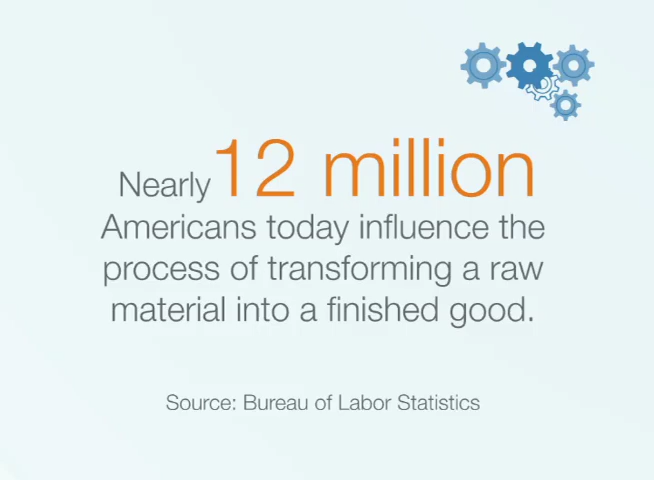 Nearly 12 million
Americans today influence the
process of transforming a raw
material into a finished good.
Source: Bureau of Labor Statistics